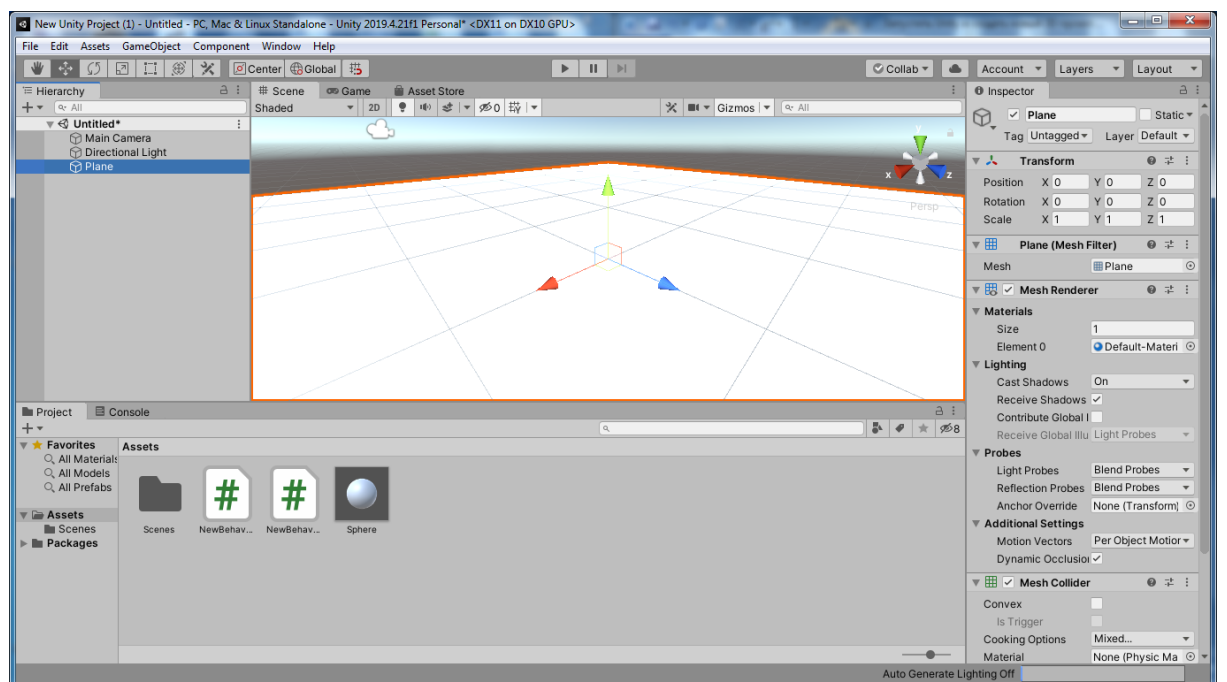 New Unity Project (1) - Untitled - PC, Mac & Linux Standalone - Unity 2019.4.21f1 Personal* <DX11 on DX10 GPU>
File Edit Assets GameObject Component Window Help
Center Global Collab Account Layers Layout
Hierarchy
All
Untitled*
Main Camera
Directional Light
Plane
Scene Game Asset Store
Shaded 2D 0 Gizmos All
y
x z
Persp
Inspector
Plane Static
Tag Untagged Layer Default
Transform
Position X 0 Y 0 Z 0
Rotation X 0 Y 0 Z 0
Scale X 1 Y 1 Z 1
Plane (Mesh Filter)
Mesh Plane
Mesh Renderer
Materials
Size 1
Element 0 Default-Materi
Lighting
Cast Shadows On
Receive Shadows
Contribute Global I
Receive Global Illu Light Probes
Probes
Light Probes Blend Probes
Reflection Probes Blend Probes
Anchor Override None (Transform)
Additional Settings
Motion Vectors Per Object Motior
Dynamic Occlusior
Mesh Collider
Convex
Is Trigger
Cooking Options Mixed...
Material None (Physic Ma
Project Console
8
Favorites
All Materials
All Models
All Prefabs
Assets
Scenes
Packages
Assets
Scenes NewBehav... NewBehav... Sphere
Auto Generate Lighting Off